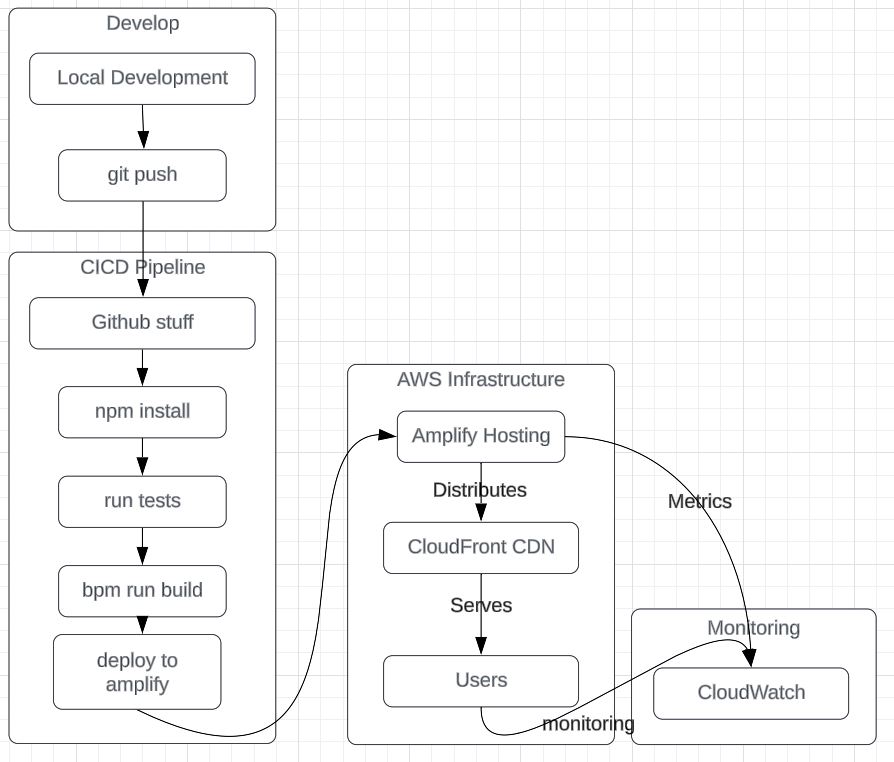 Develop
Local Development
git push
CICD Pipeline
Github stuff
npm install
run tests
bpm run build
deploy to
amplify
AWS Infrastructure
Amplify Hosting
Distributes
CloudFront CDN
Serves
Users
Metrics
monitoring
Monitoring
CloudWatch